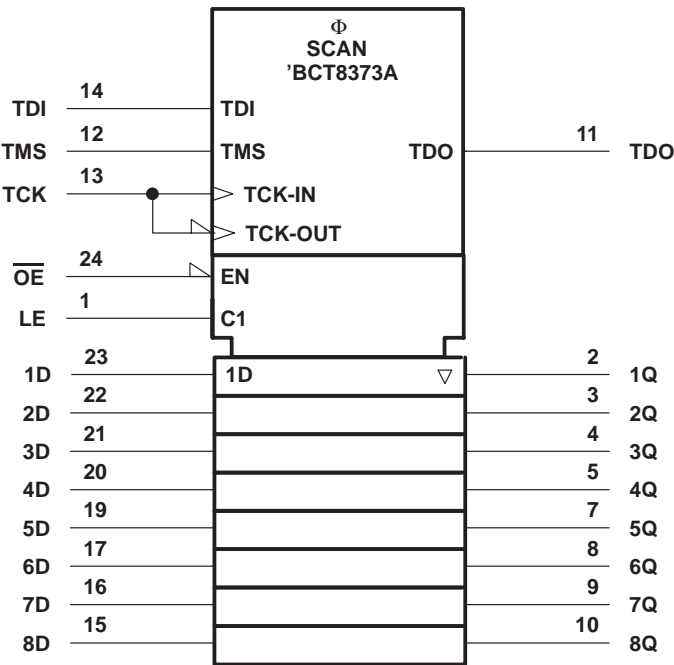 Φ
SCAN
’BCT8373A
TDI 14 TDI
TMS 12 TMS TDO 11 TDO
TCK 13 TCK-IN
TCK-OUT
O̅E̅ 24 EN
LE 1 C1
1D 23 1D 2 1Q
2D 22 3 2Q
3D 21 4 3Q
4D 20 5 4Q
5D 19 7 5Q
6D 17 8 6Q
7D 16 9 7Q
8D 15 10 8Q